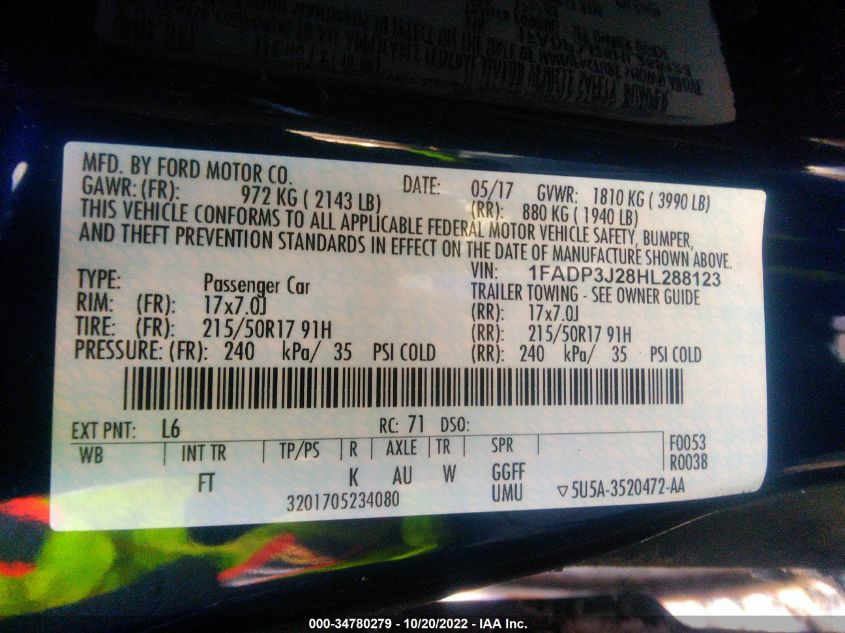 MFD. BY FORD MOTOR CO. DATE: 05/17 GVWR: 1810 KG ( 3990 LB)
GAWR: (FR): 972 KG ( 2143 LB) (RR): 880 KG ( 1940 LB)
THIS VEHICLE CONFORMS TO ALL APPLICABLE FEDERAL MOTOR VEHICLE SAFETY, BUMPER,
AND THEFT PREVENTION STANDARDS IN EFFECT ON THE DATE OF MANUFACTURE SHOWN ABOVE.
VIN: 1FADP3J28HL288123
TYPE: Passenger Car TRAILER TOWING - SEE OWNER GUIDE
RIM: (FR): 17x7.0J (RR): 17x7.0J
TIRE: (FR): 215/50R17 91H (RR): 215/50R17 91H
PRESSURE: (FR): 240 kPa/ 35 PSI COLD (RR): 240 kPa/ 35 PSI COLD
EXT PNT: L6 RC: 71 DSO:
WB INT TR TP/PS R AXLE TR SPR F0053
R0038
FT K AU W GGFF
UMU
3201705234080 ▽5U5A-3520472-AA
000-34780279 - 10/20/2022 - IAA Inc.